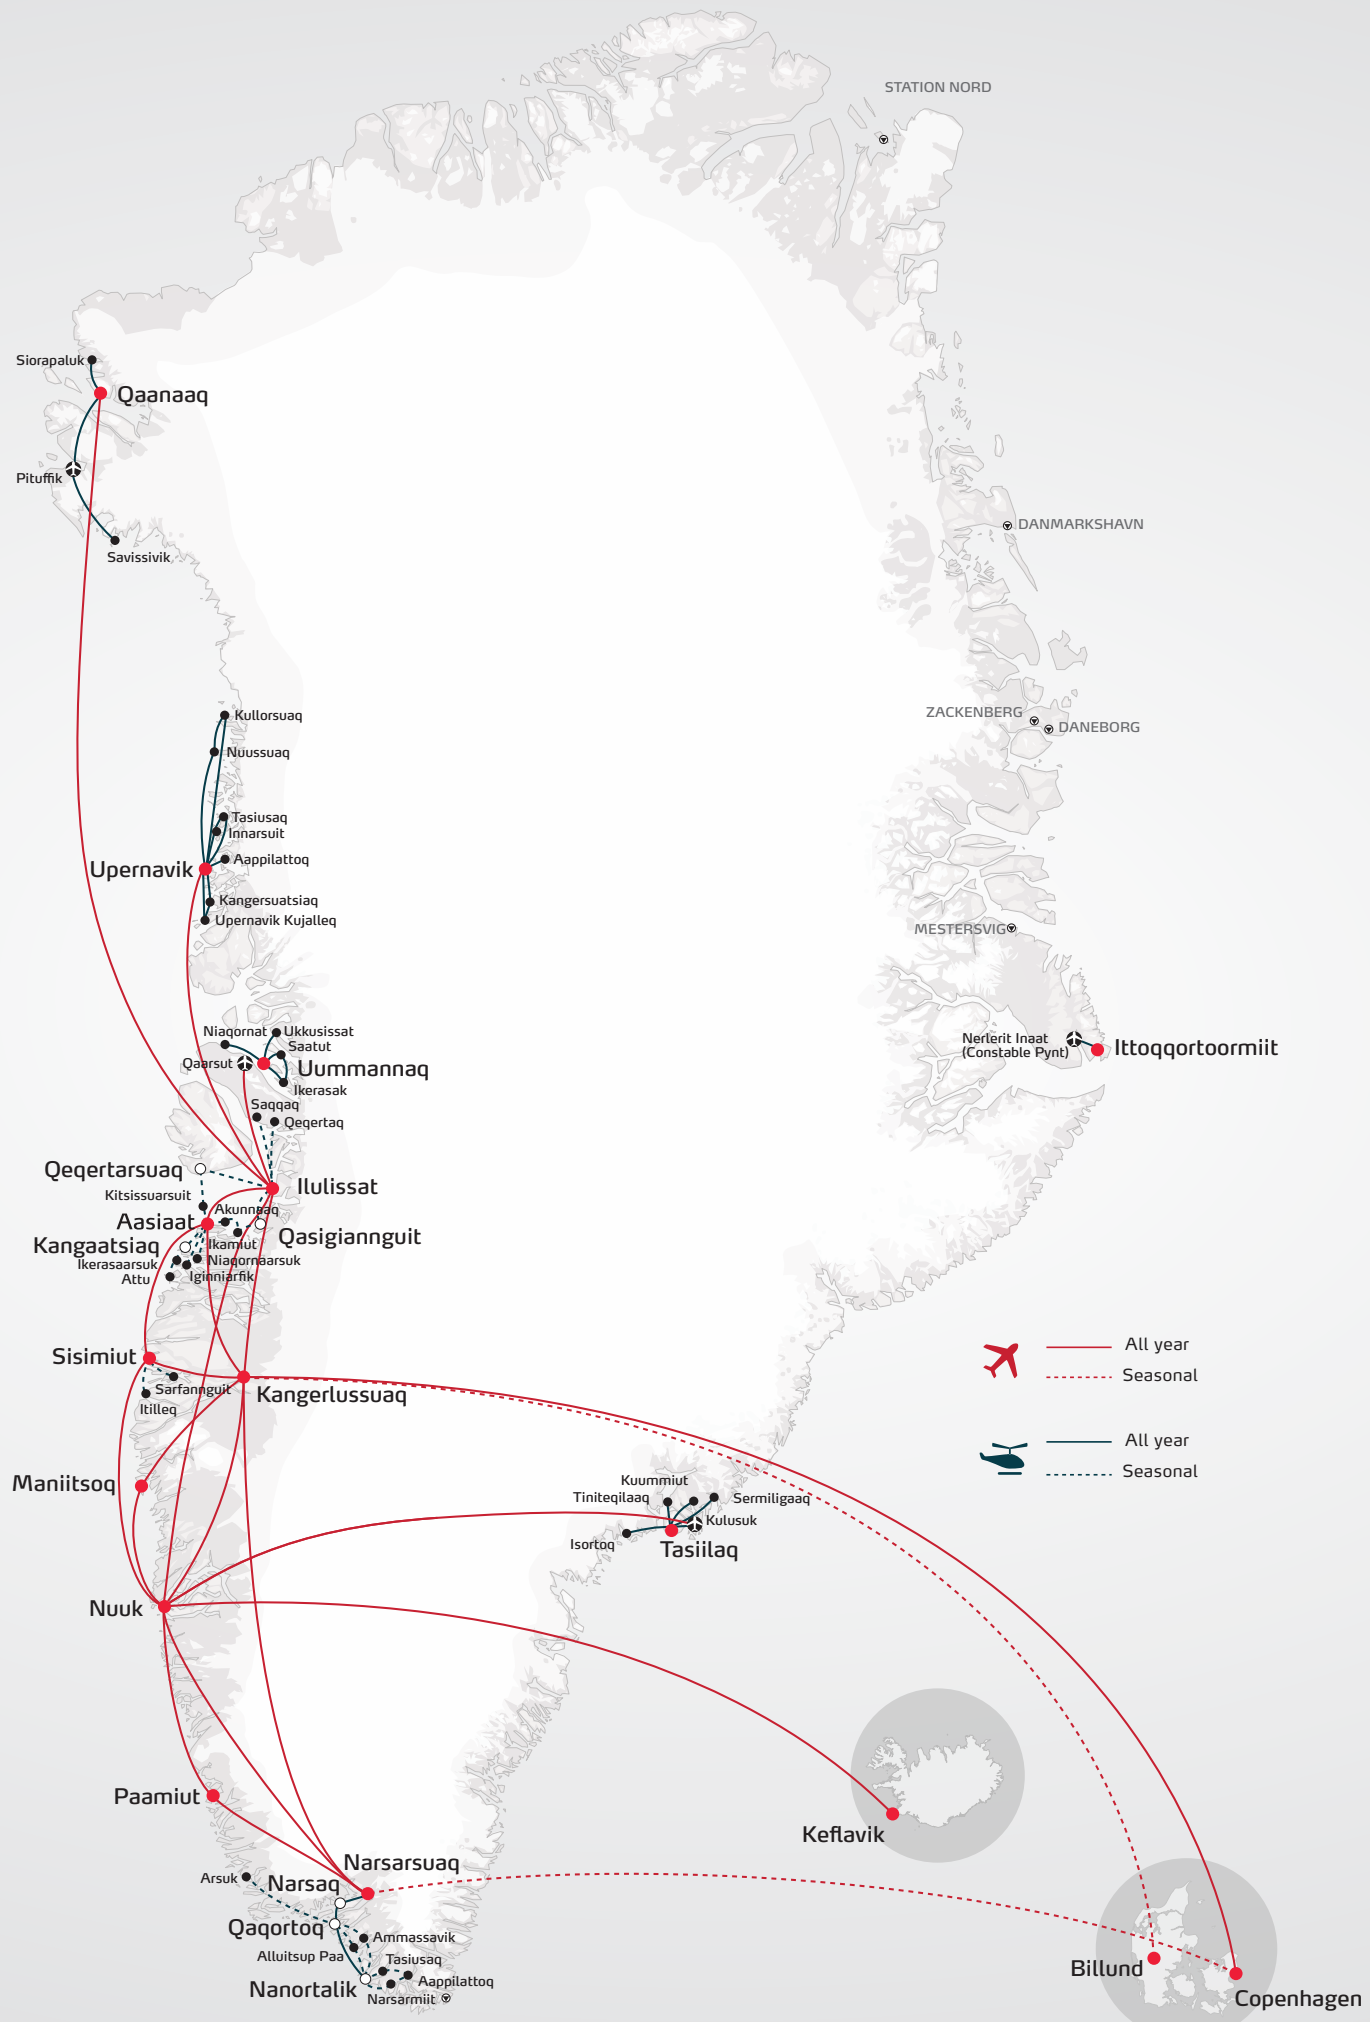 STATION NORD
Siorapaluk
Qaanaaq
Pituffik
Savissivik
DANMARKSHAVN
Kullorsuaq
Nuussuaq
ZACKENBERG
DANEBORG
Tasiusaq
Innarsuit
Aappilattoq
Upernavik
Kangersuatsiaq
Upernavik Kujalleq
MESTERSVIG
Niaqornat
Ukkusissat
Saatut
Qaarsut
Uummannaq
Ikerasak
Nerlerit Inaat
(Constable Pynt)
Ittoqqortoormiit
Saqqaq
Qeqertaq
Qeqertarsuaq
Ilulissat
Kitsissuarsuit
Akunnaaq
Aasiaat
Qasigiannguit
Ikamiut
Kangaatsiaq
Niaqornaarsuk
Ikerasaarsuk
Iginniarfik
Attu
All year
Seasonal
Sisimiut
Sarfannguit
Kangerlussuaq
Itilleq
All year
Seasonal
Maniitsoq
Kuummiut
Tiniteqilaaq
Sermiligaaq
Kulusuk
Isortoq
Tasiilaq
Nuuk
Paamiut
Keflavik
Narsarsuaq
Arsuk
Narsaq
Qaqortoq
Ammassavik
Alluitsup Paa
Tasiusaq
Aappilattoq
Nanortalik
Narsarmiit
Billund
Copenhagen